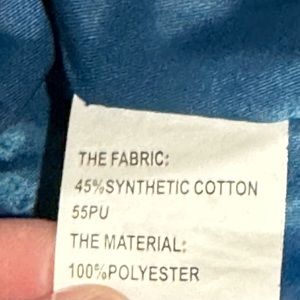 THE FABRIC:
45%SYNTHETIC COTTON
55PU
THE MATERIAL:
100%POLYESTER